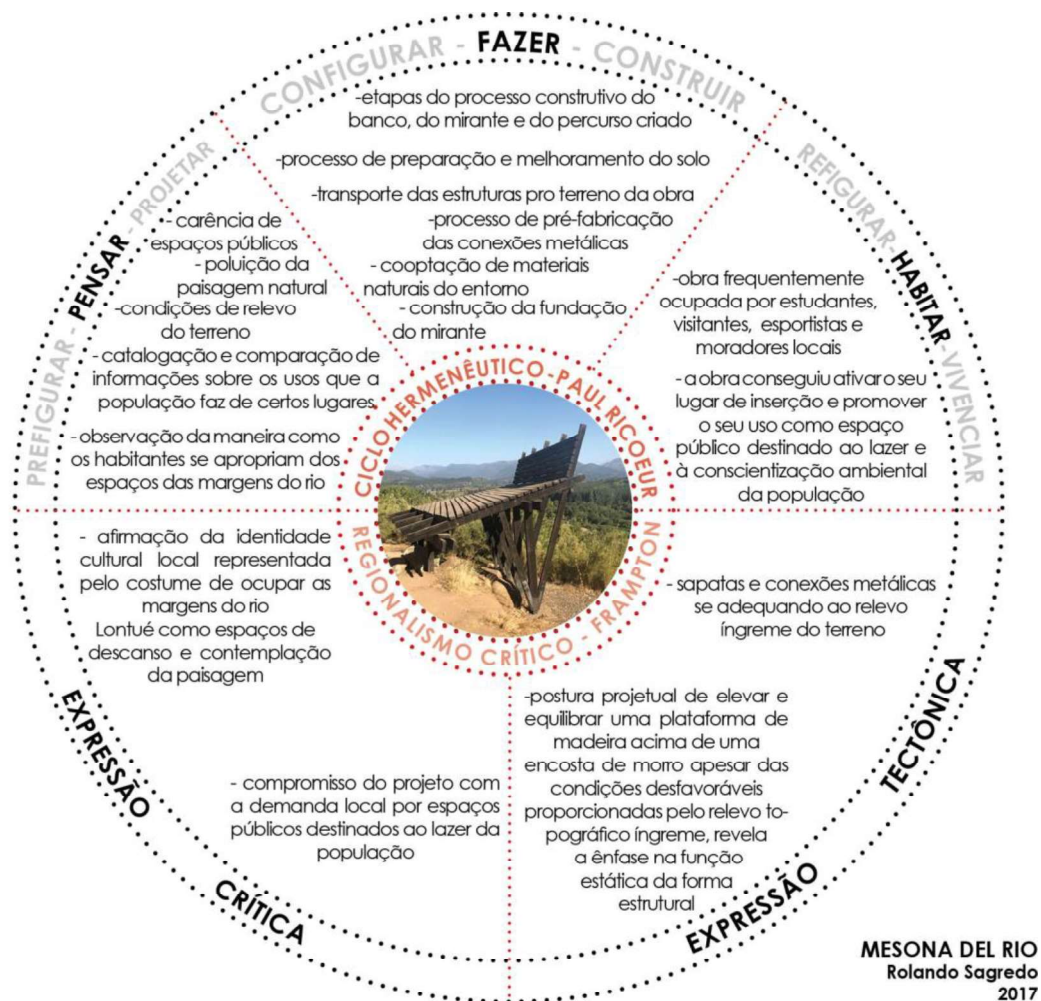 CONFIGURAR - FAZER - CONSTRUIR
-etapas do processo construtivo do
banco, do mirante e do percurso criado
-processo de preparação e melhoramento do solo
-transporte das estruturas pro terreno da obra
-processo de pré-fabricação
das conexões metálicas
- cooptação de materiais
naturais do entorno
- construção da fundação
do mirante
PREFIGURAR - PENSAR - PROJETAR
- carência de
espaços públicos
- poluição da
paisagem natural
-condições de relevo
do terreno
- catalogação e comparação de
informações sobre os usos que a
população faz de certos lugares
- observação da maneira como
os habitantes se apropriam dos
espaços das margens do rio
REFIGURAR- HABITAR -VIVENCIAR
-obra frequentemente
ocupada por estudantes,
visitantes, esportistas e
moradores locais
-a obra conseguiu ativar o seu
lugar de inserção e promover
o seu uso como espaço
público destinado ao lazer e
à conscientização ambiental
da população
CICLO HERMENÊUTICO-PAUL RICOEUR
REGIONALISMO CRÍTICO - FRAMPTON
- afirmação da identidade
cultural local representada
pelo costume de ocupar as
margens do rio
Lontué como espaços de
descanso e contemplação
da paisagem
- compromisso do projeto com
a demanda local por espaços
públicos destinados ao lazer da
população
EXPRESSÃO CRÍTICA
- sapatas e conexões metálicas
se adequando ao relevo
íngreme do terreno
-postura projetual de elevar e
equilibrar uma plataforma de
madeira acima de uma
encosta de morro apesar das
condições desfavoráveis
proporcionadas pelo relevo to-
pográfico íngreme, revela
a ênfase na função
estática da forma
estrutural
EXPRESSÃO TECTÔNICA
MESONA DEL RIO
Rolando Sagredo
2017